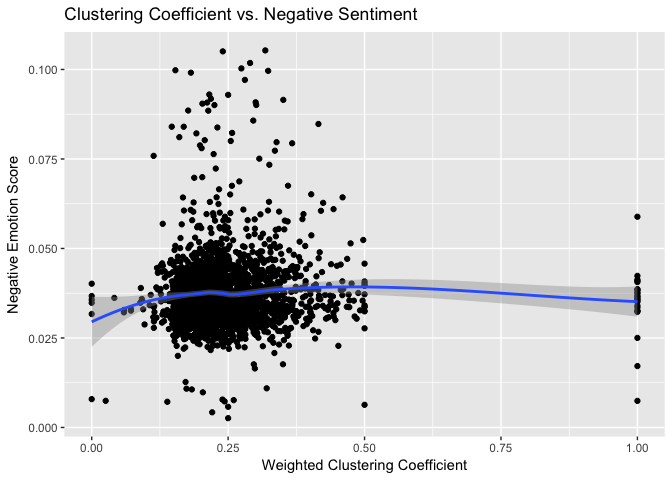 Clustering Coefficient vs. Negative Sentiment
Negative Emotion Score
0.100
0.075
0.050
0.025
0.000
0.00 0.25 0.50 0.75 1.00
Weighted Clustering Coefficient